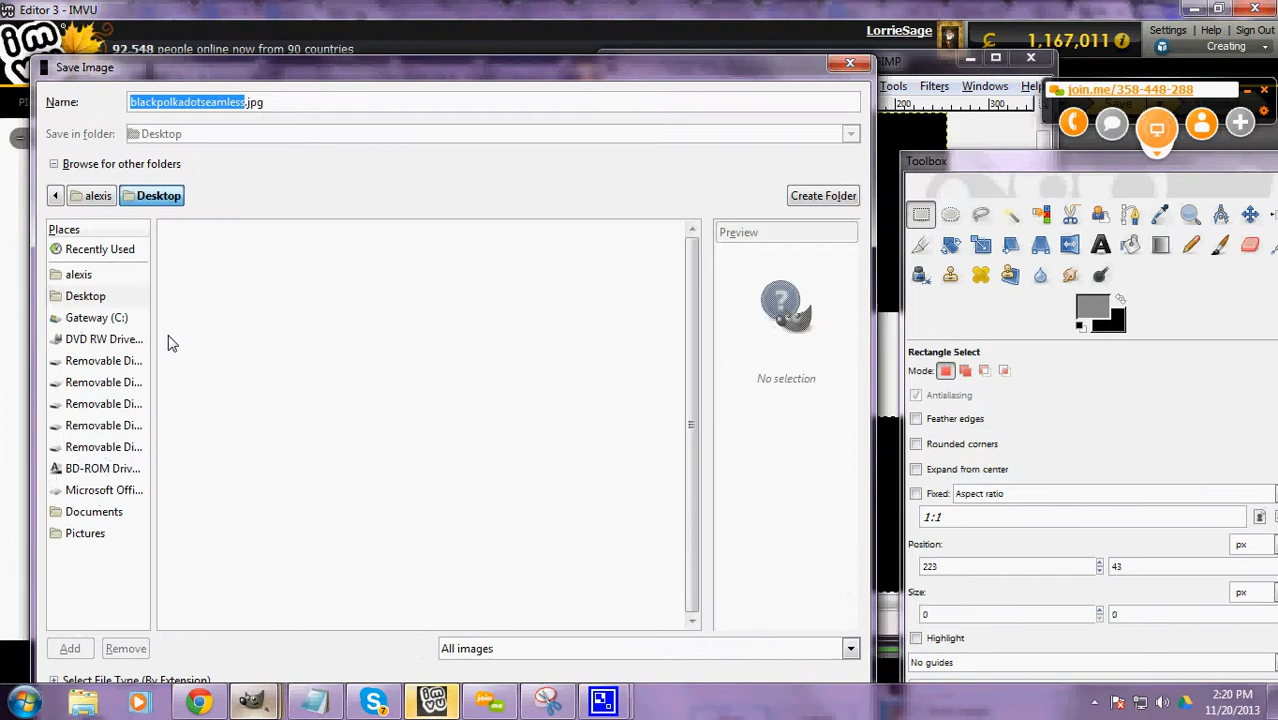 Editor 3 - IMVU
92,548 people online now from 90 countries
LorrieSage
1,167,011
Settings | Help | Sign Out
Creating
Save Image
Name:
blackpolkadotseamless.jpg
Save in folder:
Desktop
Browse for other folders
alexis
Desktop
Create Folder
Places
Recently Used
alexis
Desktop
Gateway (C:)
DVD RW Drive...
Removable Di...
Removable Di...
Removable Di...
Removable Di...
Removable Di...
BD-ROM Driv...
Microsoft Offi...
Documents
Pictures
Preview
No selection
Add
Remove
All images
Select File Type (By Extension)
Tools Filters Windows Help
200 300
join.me/358-448-288
Toolbox
Rectangle Select
Mode:
Antialiasing
Feather edges
Rounded corners
Expand from center
Fixed: Aspect ratio
1:1
Position:
px
223
43
Size:
px
0
0
Highlight
No guides
2:20 PM
11/20/2013